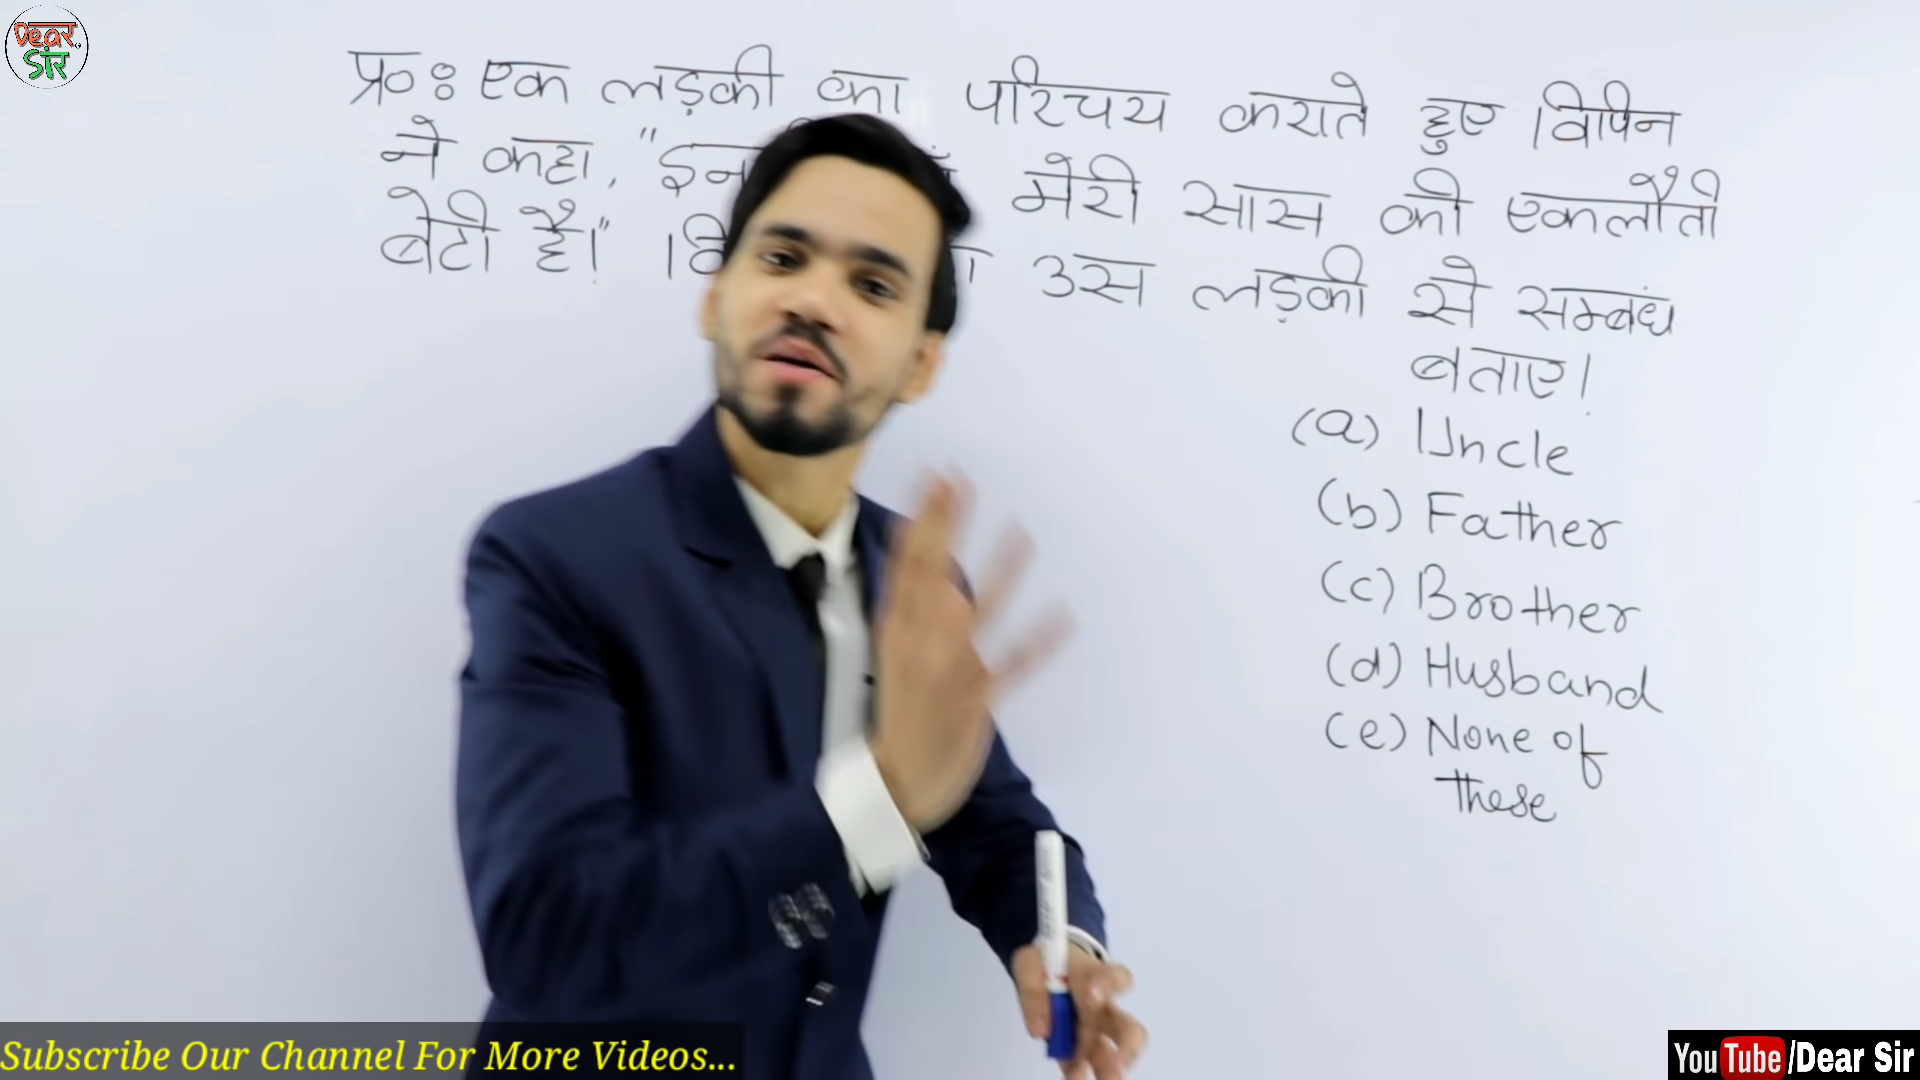 Dear
Sir
प्र०ः एक लड़की का परिचय कराते हुए विपिन
ने कहा, "इन मेरी सास की एकलौती
बेटी है।" उस लड़की से सम्बंध
बताए।
(a) Uncle
(b) Father
(c) Brother
(d) Husband
(e) None of
these
Subscribe Our Channel For More Videos...
YouTube/Dear Sir